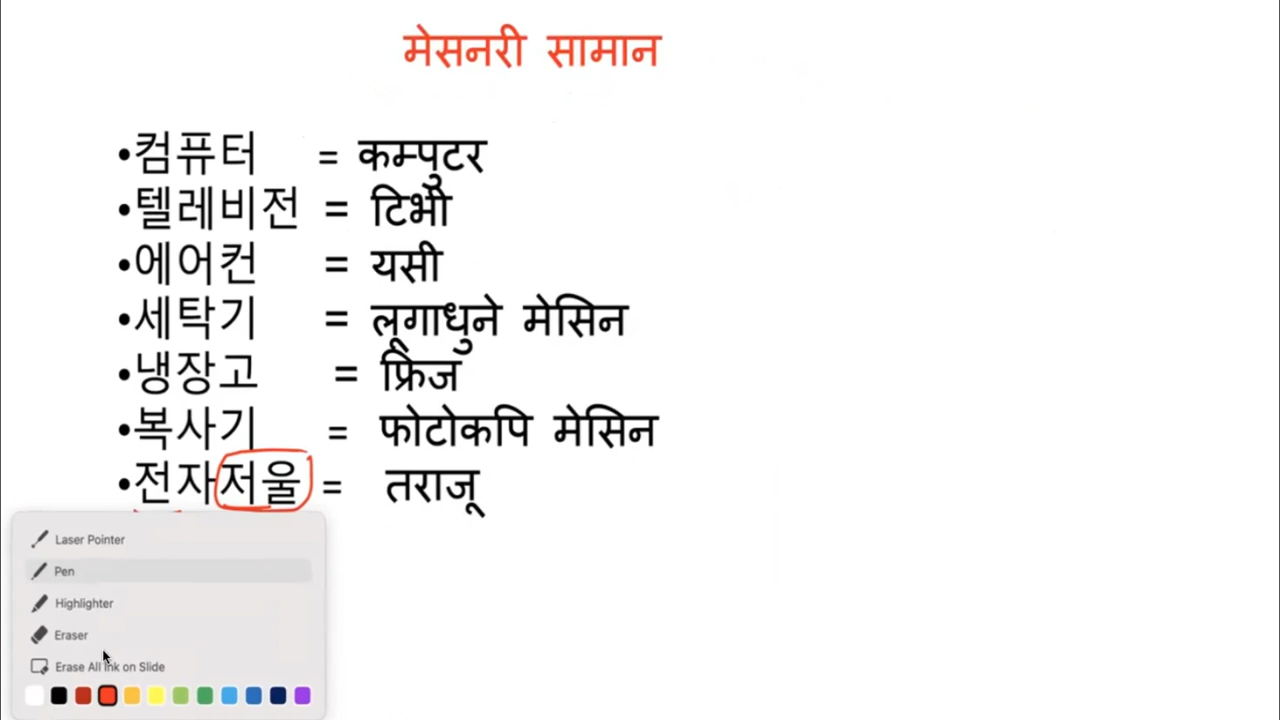 मेसनरी सामान
•컴퓨터 = कम्पुटर
•텔레비전 = टिभी
•에어컨 = यसी
•세탁기 = लूगाधुने मेसिन
•냉장고 = फ्रिज
•복사기 = फोटोकपि मेसिन
•전자저울 = तराजू
Laser Pointer
Pen
Highlighter
Eraser
Erase All Ink on Slide